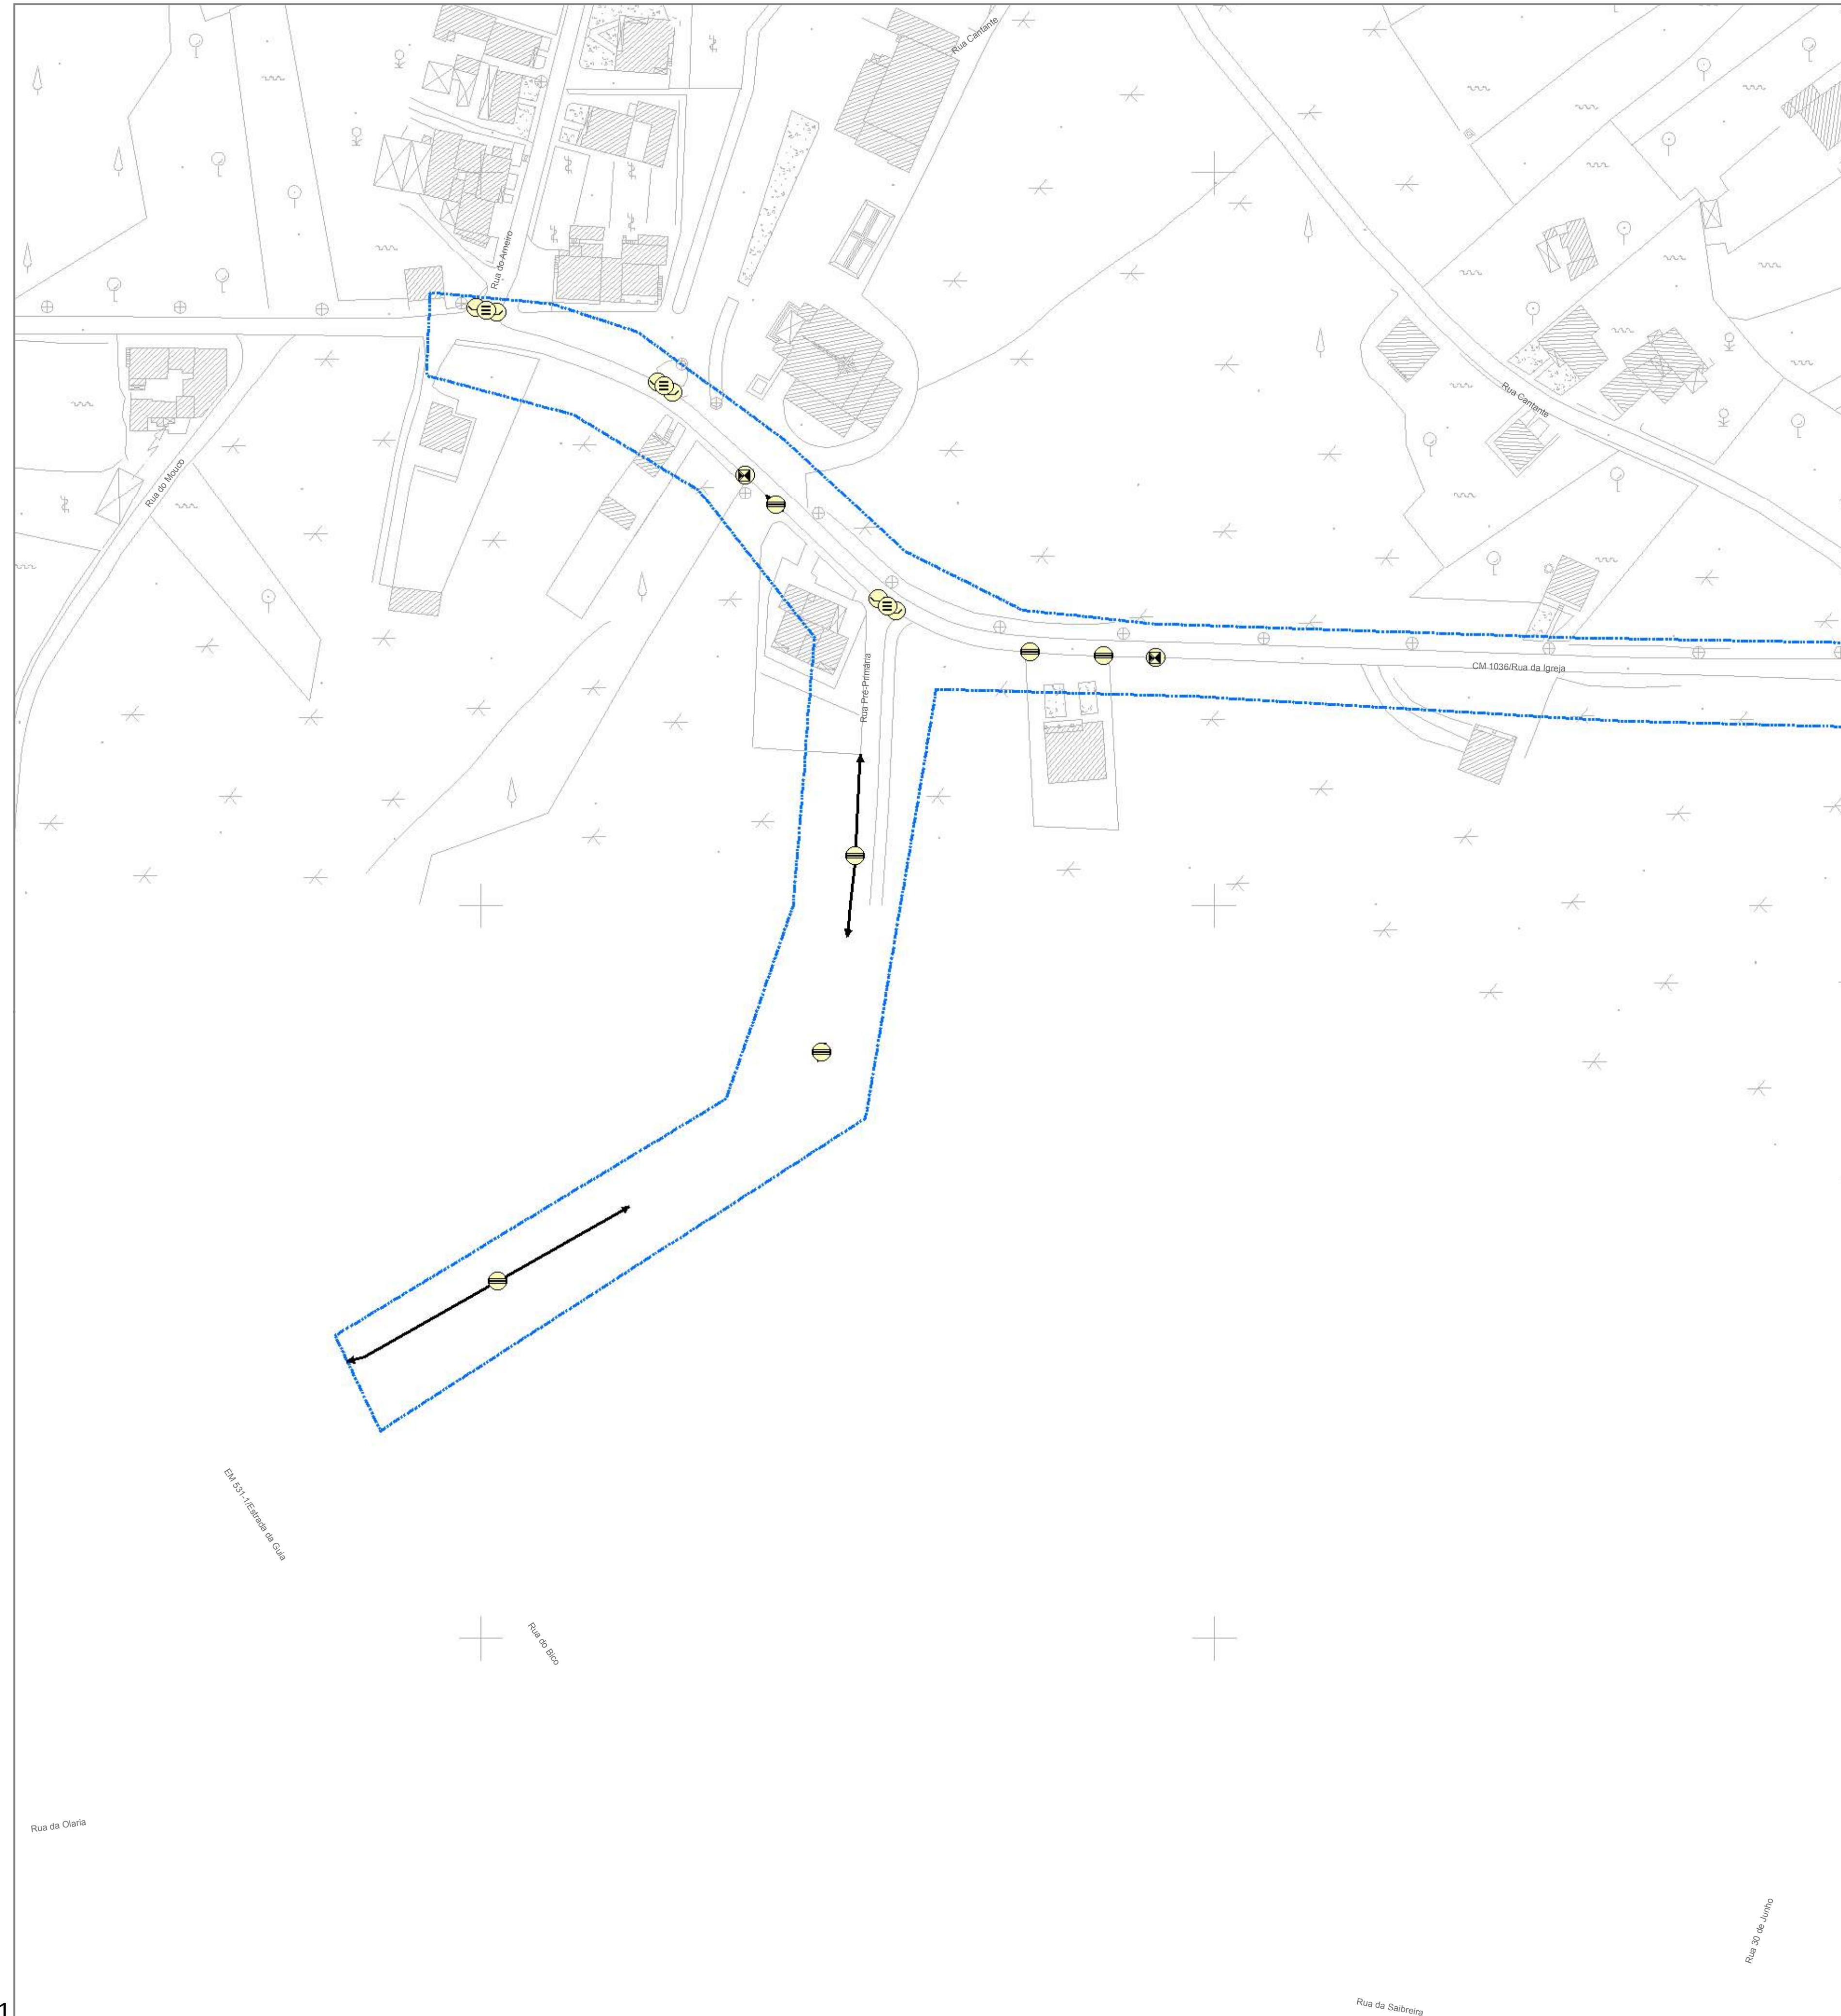 Rua Cantante
Rua do Arneiro
Rua Cantante
Rua do Mouco
Rua Pré-Primária
CM 1036/Rua da Igreja
EM 531-1/Estrada da Guia
Rua do Bico
Rua da Olaria
Rua 30 de Junho
Rua da Saibreira
1